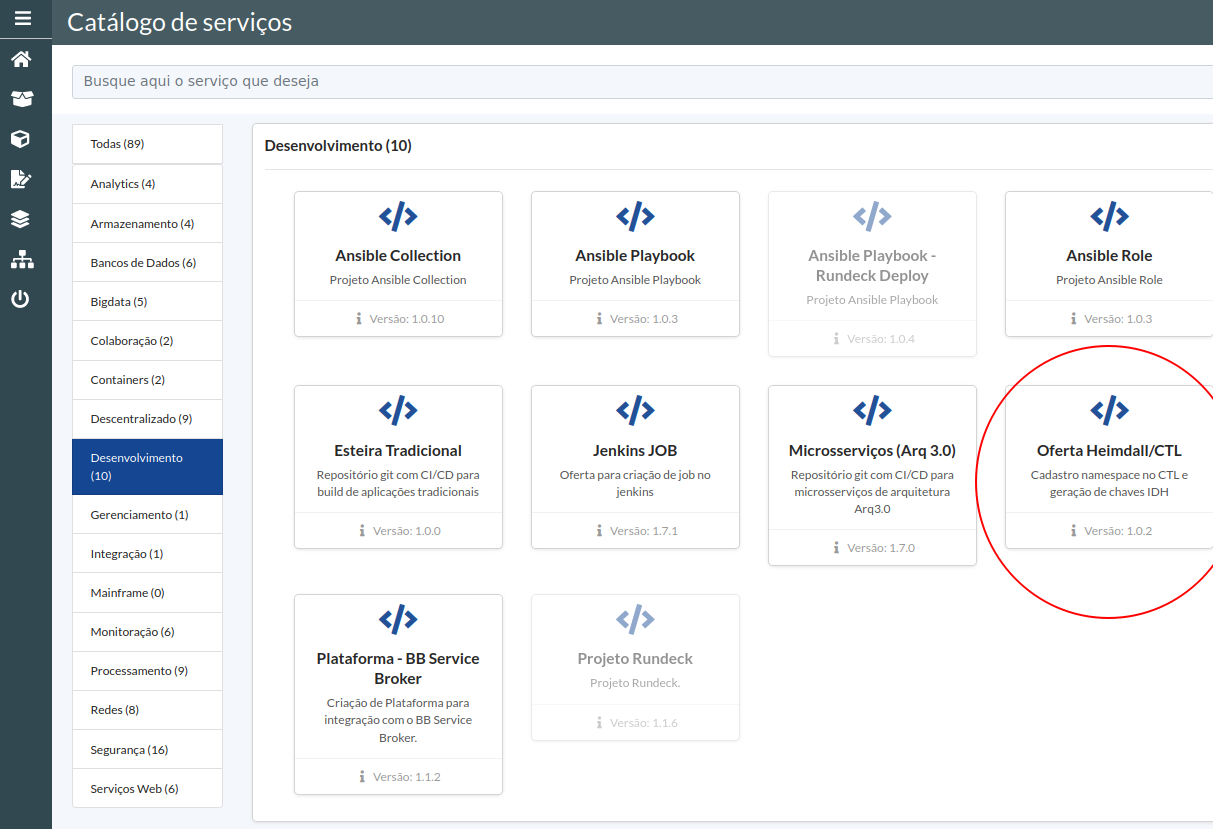 Catálogo de serviços
Busque aqui o serviço que deseja
Todas (89)
Analytics (4)
Armazenamento (4)
Bancos de Dados (6)
Bigdata (5)
Colaboração (2)
Containers (2)
Descentralizado (9)
Desenvolvimento
(10)
Gerenciamento (1)
Integração (1)
Mainframe (0)
Monitoração (6)
Processamento (9)
Redes (8)
Segurança (16)
Serviços Web (6)
Desenvolvimento (10)
Ansible Collection
Projeto Ansible Collection
Versão: 1.0.10
Ansible Playbook
Projeto Ansible Playbook
Versão: 1.0.3
Ansible Playbook -
Rundeck Deploy
Projeto Ansible Playbook
Versão: 1.0.4
Ansible Role
Projeto Ansible Role
Versão: 1.0.3
Esteira Tradicional
Repositório git com CI/CD para
build de aplicações tradicionais
Versão: 1.0.0
Jenkins JOB
Oferta para criação de job no
jenkins
Versão: 1.7.1
Microsserviços (Arq 3.0)
Repositório git com CI/CD para
microsserviços de arquitetura
Arq3.0
Versão: 1.7.0
Oferta Heimdall/CTL
Cadastro namespace no CTL e
geração de chaves IDH
Versão: 1.0.2
Plataforma - BB Service
Broker
Criação de Plataforma para
integração com o BB Service
Broker.
Versão: 1.1.2
Projeto Rundeck
Projeto Rundeck.
Versão: 1.1.6